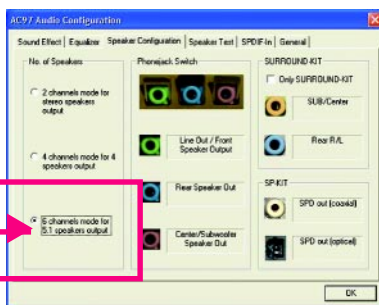 AC97 Audio Configuration
Sound Effect | Equalizer | Speaker Configuration | Speaker Test | SPDIF-In | General
No. of Speakers
2 channels mode for
stereo speakers
output
4 channels mode for 4
speakers output
6 channels mode for
5.1 speakers output
Phonejack Switch
Line Out / Front
Speaker Output
Rear Speaker Out
Center/Subwoofer
Speaker Out
SURROUND-KIT
Only SURROUND-KIT
SUB/Center
Rear R/L
SP-KIT
SPD out (coaxial)
SPD out (optical)
OK